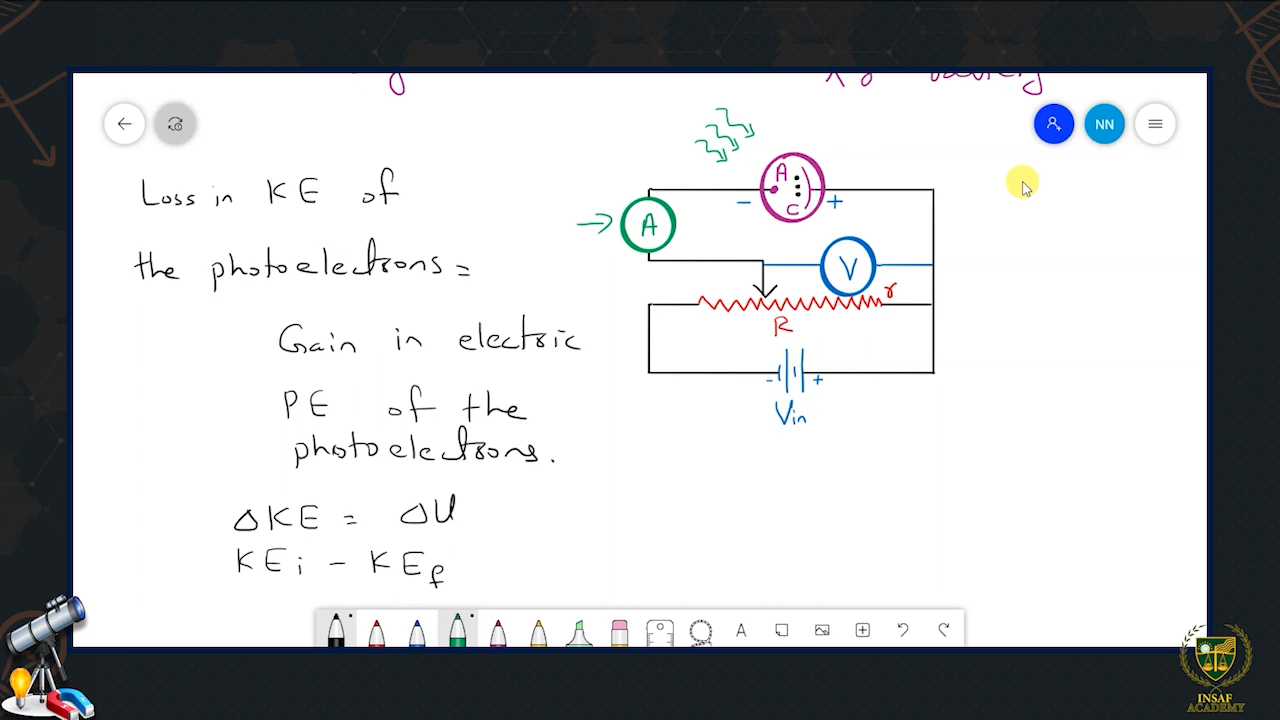 NN
Loss in KE of
the photoelectrons =
Gain in electric
PE of the
photoelectrons.
ΔKE = ΔU
KEi - KEf
A
C
- +
A
V
r
R
- +
Vin
A
INSAF
ACADEMY